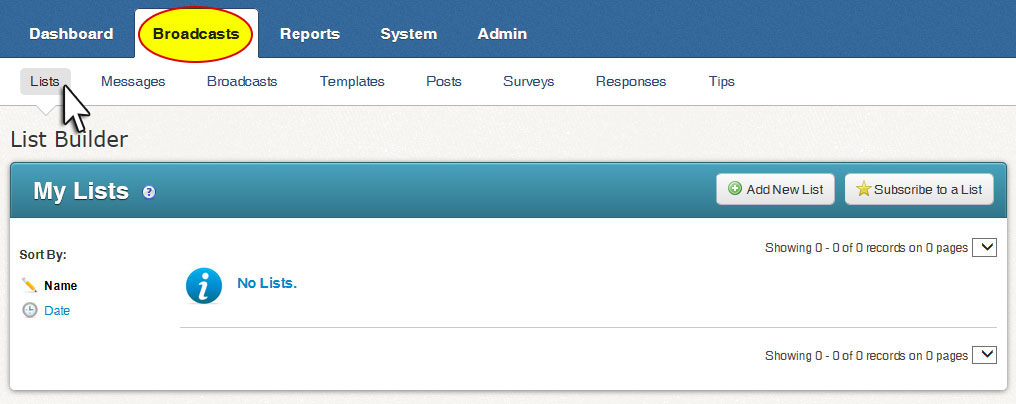 Dashboard Broadcasts Reports System Admin
Lists Messages Broadcasts Templates Posts Surveys Responses Tips
List Builder
My Lists ? Add New List Subscribe to a List
Showing 0 - 0 of 0 records on 0 pages
Sort By:
Name
No Lists.
Date
Showing 0 - 0 of 0 records on 0 pages